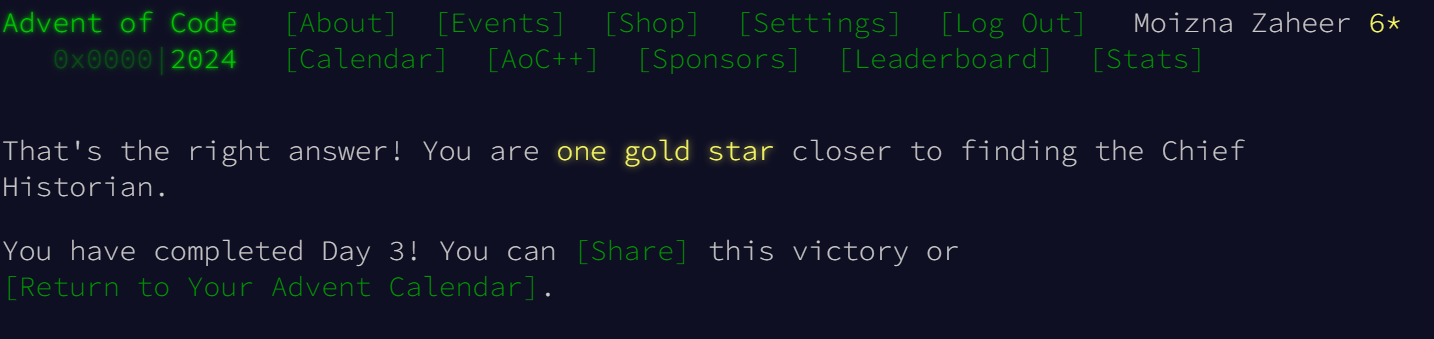 Advent of Code [About] [Events] [Shop] [Settings] [Log Out] Moizna Zaheer 6*
0x0000|2024 [Calendar] [AoC++] [Sponsors] [Leaderboard] [Stats]
That's the right answer! You are one gold star closer to finding the Chief
Historian.
You have completed Day 3! You can [Share] this victory or
[Return to Your Advent Calendar].